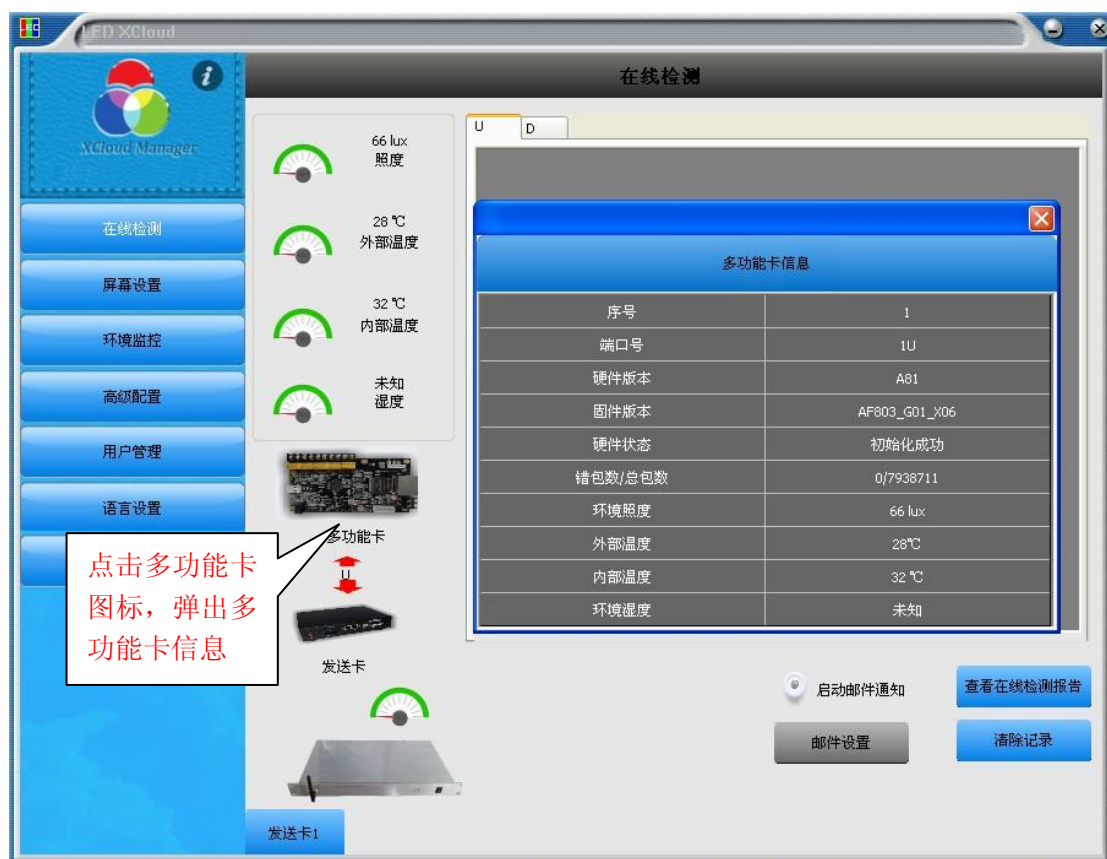 LED XCloud
i
XCloud Manager
在线检测
屏幕设置
环境监控
高级配置
用户管理
语言设置
点击多功能卡
图标，弹出多
功能卡信息
在线检测
66 lux
照度
28 ℃
外部温度
32 ℃
内部温度
未知
湿度
多功能卡
U
发送卡
发送卡1
U
D
多功能卡信息
序号 1
端口号 1U
硬件版本 A81
固件版本 AF803_G01_X06
硬件状态 初始化成功
错包数/总包数 0/7938711
环境照度 66 lux
外部温度 28℃
内部温度 32 ℃
环境湿度 未知
启动邮件通知
查看在线检测报告
邮件设置
清除记录